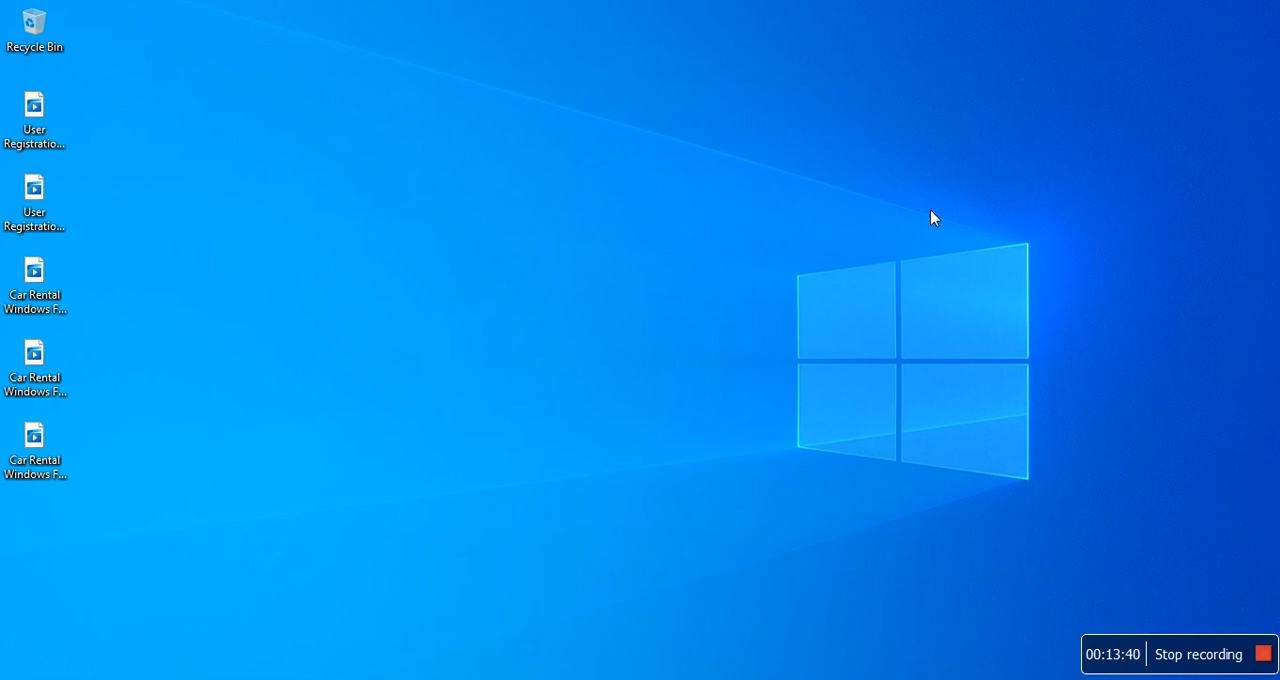 Recycle Bin
User
Registratio...
User
Registratio...
Car Rental
Windows F...
Car Rental
Windows F...
Car Rental
Windows F...
00:13:40
Stop recording